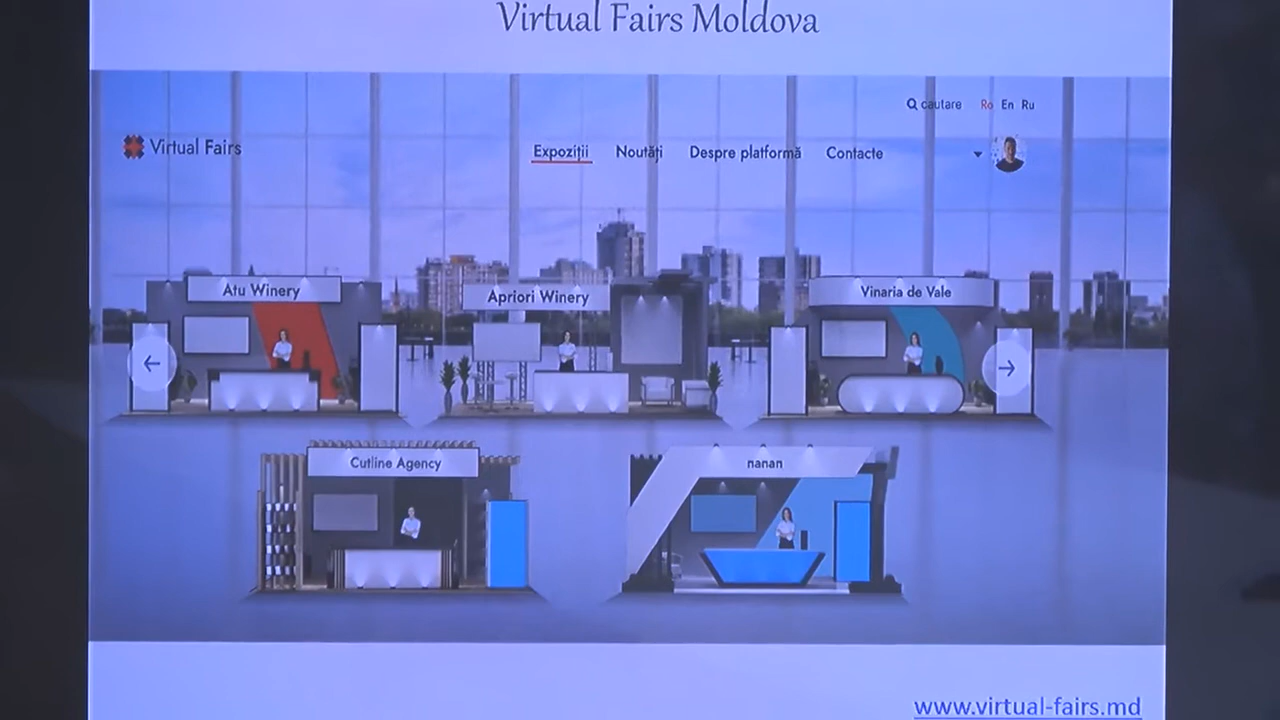 Virtual Fairs Moldova
cautare Ro En Ru
Virtual Fairs
Expoziții Noutăți Despre platformă Contacte
Atu Winery
Apriori Winery
Vinaria de Vale
Cutline Agency
nanan
www.virtual-fairs.md